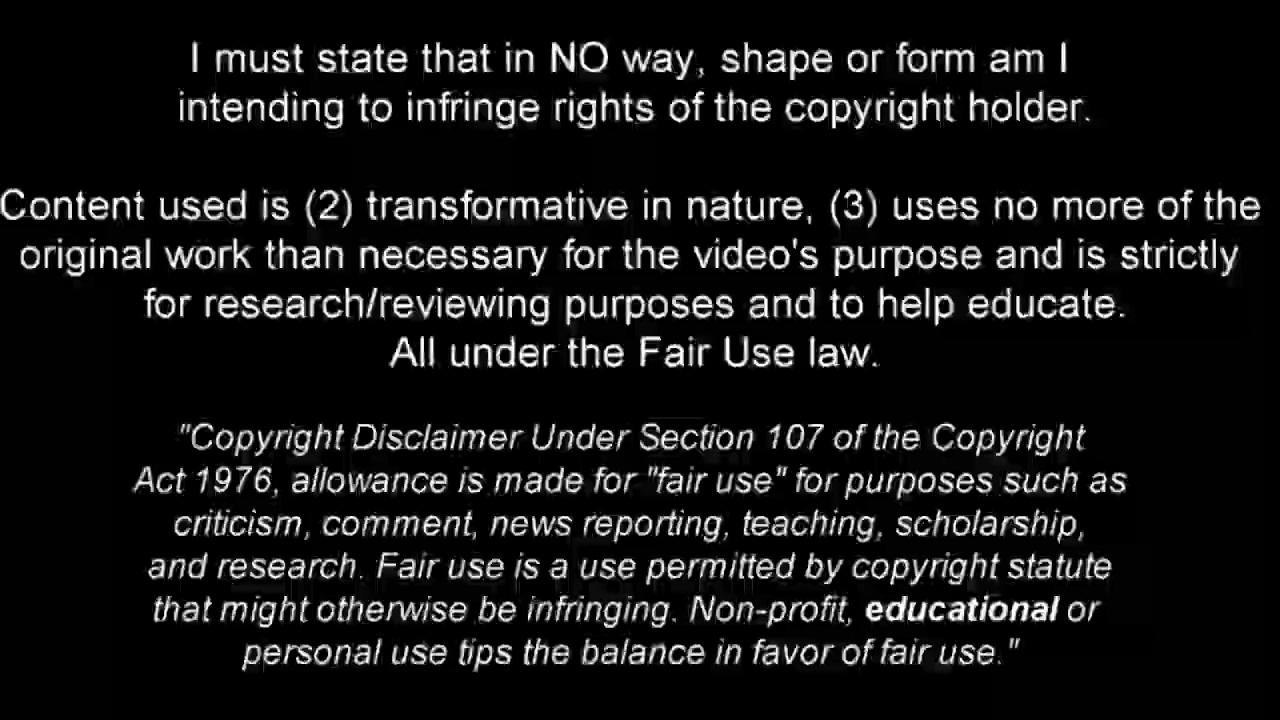 I must state that in NO way, shape or form am I
intending to infringe rights of the copyright holder.
Content used is (2) transformative in nature, (3) uses no more of the
original work than necessary for the video's purpose and is strictly
for research/reviewing purposes and to help educate.
All under the Fair Use law.
"Copyright Disclaimer Under Section 107 of the Copyright
Act 1976, allowance is made for "fair use" for purposes such as
criticism, comment, news reporting, teaching, scholarship,
and research. Fair use is a use permitted by copyright statute
that might otherwise be infringing. Non-profit, educational or
personal use tips the balance in favor of fair use."